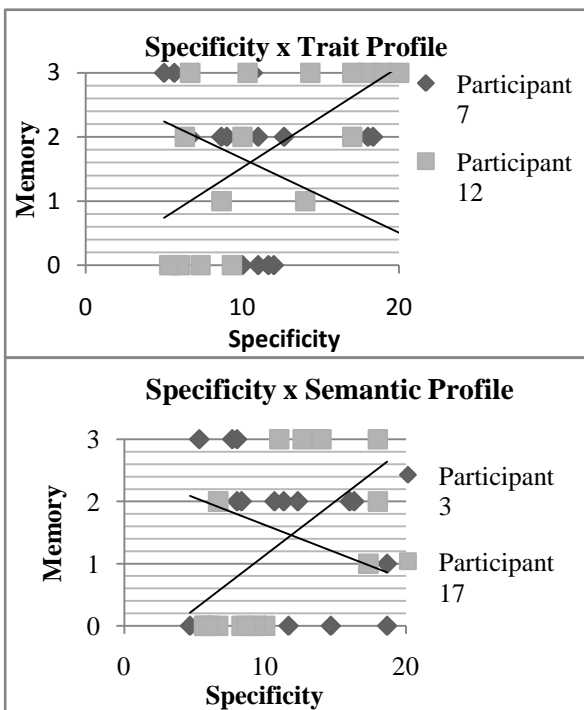 Specificity x Trait Profile
3
2
1
0
Memory
0 10 20
Specificity
Participant
7
Participant
12
Specificity x Semantic Profile
3
2
1
0
Memory
0 10 20
Specificity
Participant
3
Participant
17